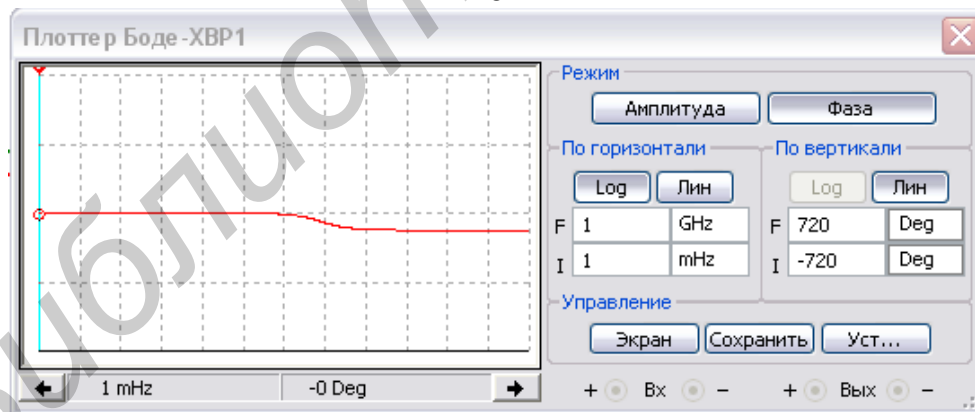 Плоттер Боде-XBP1
Режим
Амплитуда Фаза
По горизонтали По вертикали
Log Лин Log Лин
F 1 GHz F 720 Deg
I 1 mHz I -720 Deg
Управление
Экран Сохранить Уст...
1 mHz -0 Deg
+ Вх - + Вых -